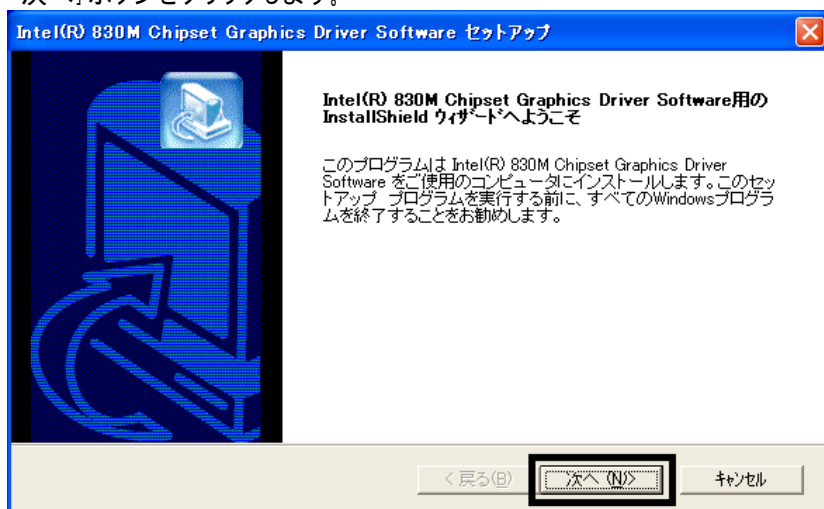 次へ」ボタンをクリックします。
Intel(R) 830M Chipset Graphics Driver Software セットアップ
Intel(R) 830M Chipset Graphics Driver Software用の
InstallShield ウィザードへようこそ
このプログラムは Intel(R) 830M Chipset Graphics Driver
Software をご使用のコンピュータにインストールします。このセッ
トアップ プログラムを実行する前に、すべてのWindowsプログラ
ムを終了することをお勧めします。
< 戻る(B)
次へ (N)>
キャンセル